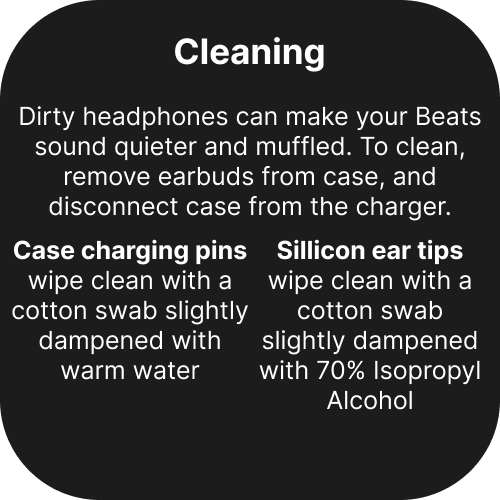 Cleaning
Dirty headphones can make your Beats
sound quieter and muffled. To clean,
remove earbuds from case, and
disconnect case from the charger.
Case charging pins
wipe clean with a
cotton swab slightly
dampened with
warm water
Sillicon ear tips
wipe clean with a
cotton swab
slightly dampened
with 70% Isopropyl
Alcohol